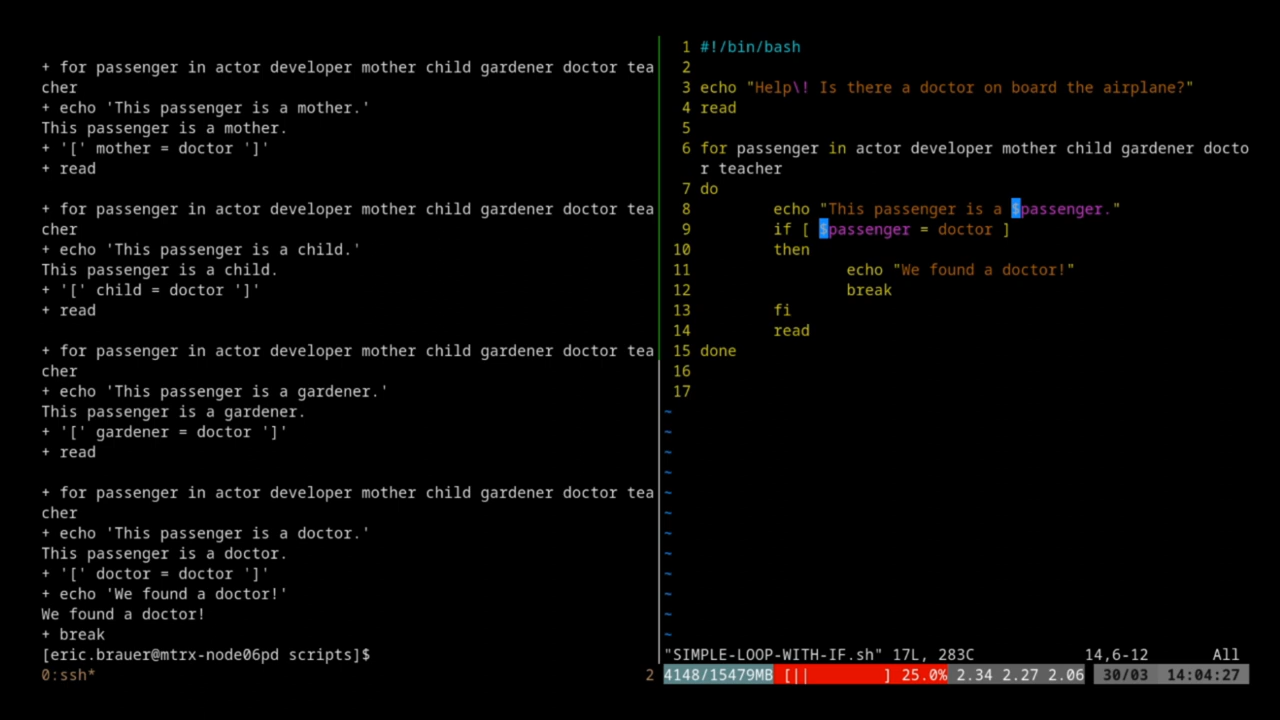 + for passenger in actor developer mother child gardener doctor tea
cher
+ echo 'This passenger is a mother.'
This passenger is a mother.
+ '[' mother = doctor ']'
+ read
+ for passenger in actor developer mother child gardener doctor tea
cher
+ echo 'This passenger is a child.'
This passenger is a child.
+ '[' child = doctor ']'
+ read
+ for passenger in actor developer mother child gardener doctor tea
cher
+ echo 'This passenger is a gardener.'
This passenger is a gardener.
+ '[' gardener = doctor ']'
+ read
+ for passenger in actor developer mother child gardener doctor tea
cher
+ echo 'This passenger is a doctor.'
This passenger is a doctor.
+ '[' doctor = doctor ']'
+ echo 'We found a doctor!'
We found a doctor!
+ break
[eric.brauer@mtrx-node06pd scripts]$
1 #!/bin/bash
2
3 echo "Help\! Is there a doctor on board the airplane?"
4 read
5
6 for passenger in actor developer mother child gardener docto
r teacher
7 do
8 echo "This passenger is a $passenger."
9 if [ $passenger = doctor ]
10 then
11 echo "We found a doctor!"
12 break
13 fi
14 read
15 done
16
17
~
~
~
~
~
~
~
~
~
~
~
~
"SIMPLE-LOOP-WITH-IF.sh" 17L, 283C 14,6-12 All
0:ssh* 2 4148/15479MB [|| ] 25.0% 2.34 2.27 2.06 30/03 14:04:27